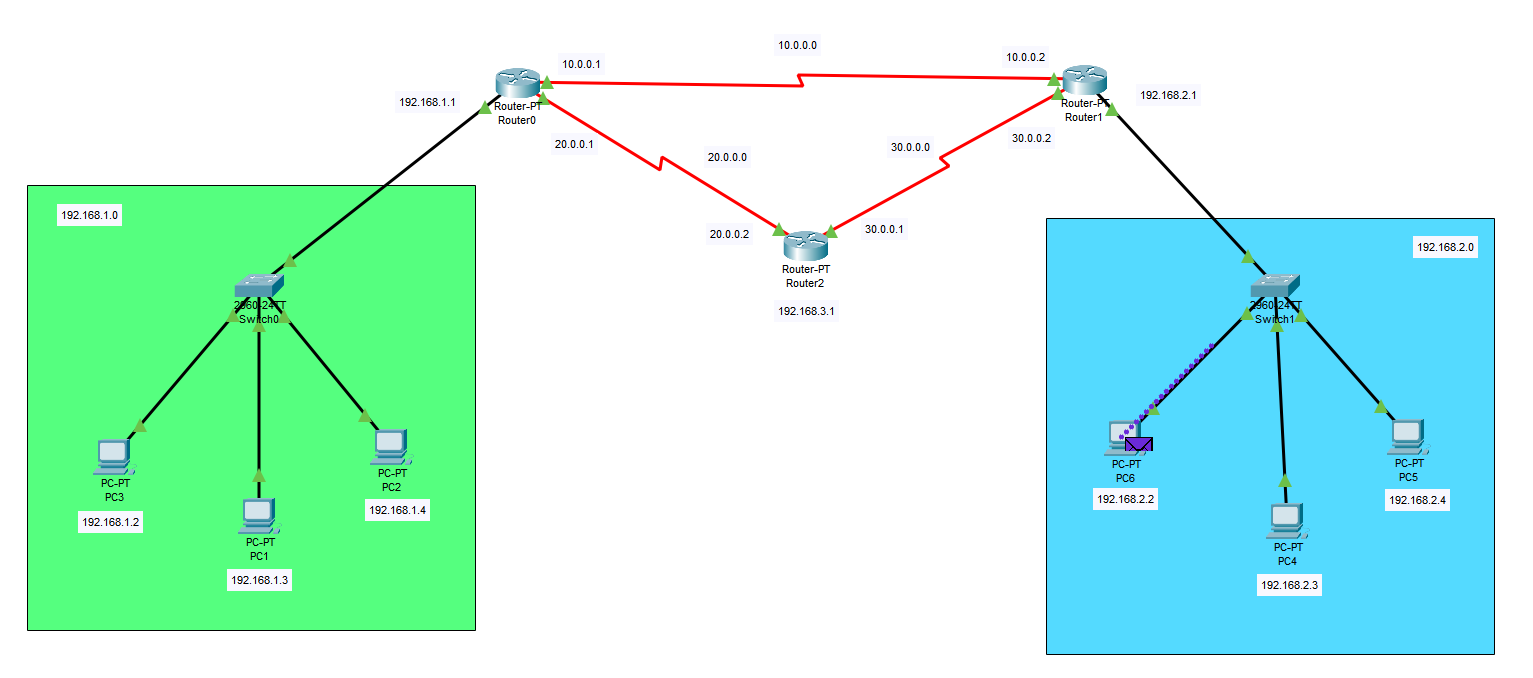 10.0.0.0
10.0.0.1
10.0.0.2
192.168.1.1
Router-PT
Router0
Router-PT
Router1
192.168.2.1
20.0.0.1
20.0.0.0
30.0.0.0
30.0.0.2
20.0.0.2
30.0.0.1
Router-PT
Router2
192.168.3.1
192.168.1.0
2960-24TT
Switch0
PC-PT
PC3
192.168.1.2
PC-PT
PC1
192.168.1.3
PC-PT
PC2
192.168.1.4
192.168.2.0
2960-24TT
Switch1
PC-PT
PC6
192.168.2.2
PC-PT
PC4
192.168.2.3
PC-PT
PC5
192.168.2.4